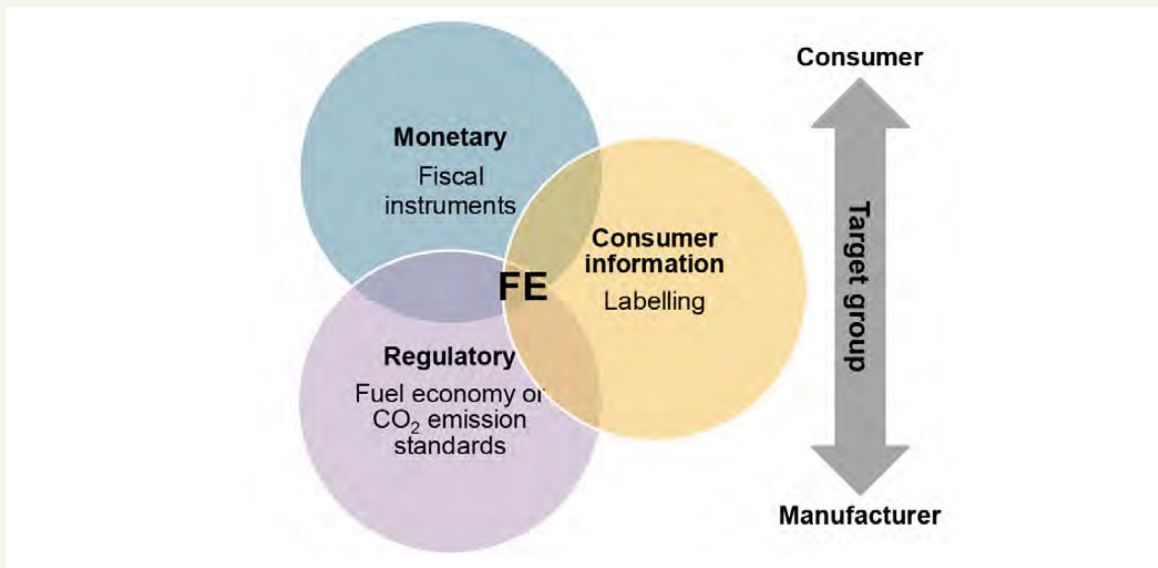 Consumer
Monetary
Fiscal
instruments
Consumer
information
Labelling
FE
Target group
Regulatory
Fuel economy or
CO₂ emission
standards
Manufacturer